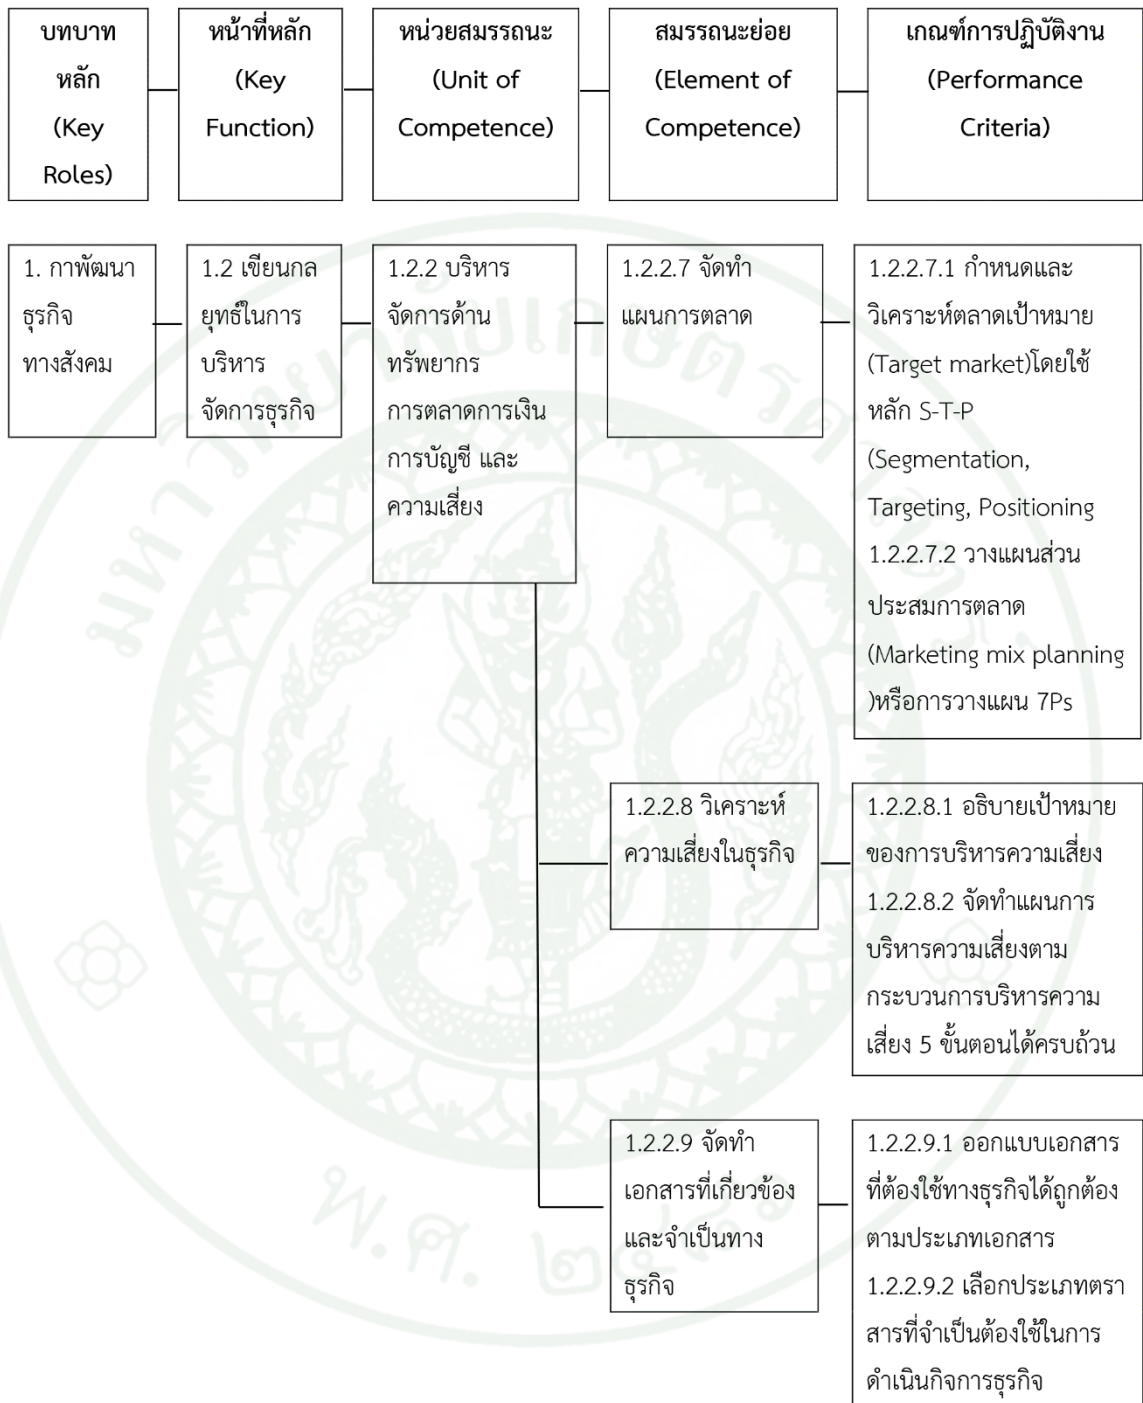 บทบาท
หลัก
(Key
Roles)
หน้าที่หลัก
(Key
Function)
หน่วยสมรรถนะ
(Unit of
Competence)
สมรรถนะย่อย
(Element of
Competence)
เกณฑ์การปฏิบัติงาน
(Performance
Criteria)
1. กาพัฒนา
ธุรกิจ
ทางสังคม
1.2 เขียนกล
ยุทธ์ในการ
บริหาร
จัดการธุรกิจ
1.2.2 บริหาร
จัดการด้าน
ทรัพยากร
การตลาดการเงิน
การบัญชี และ
ความเสี่ยง
1.2.2.7 จัดทำ
แผนการตลาด
1.2.2.7.1 กำหนดและ
วิเคราะห์ตลาดเป้าหมาย
(Target market)โดยใช้
หลัก S-T-P
(Segmentation,
Targeting, Positioning
1.2.2.7.2 วางแผนส่วน
ประสมการตลาด
(Marketing mix planning
)หรือการวางแผน 7Ps
1.2.2.8 วิเคราะห์
ความเสี่ยงในธุรกิจ
1.2.2.8.1 อธิบายเป้าหมาย
ของการบริหารความเสี่ยง
1.2.2.8.2 จัดทำแผนการ
บริหารความเสี่ยงตาม
กระบวนการบริหารความ
เสี่ยง 5 ขั้นตอนได้ครบถ้วน
1.2.2.9 จัดทำ
เอกสารที่เกี่ยวข้อง
และจำเป็นทาง
ธุรกิจ
1.2.2.9.1 ออกแบบเอกสาร
ที่ต้องใช้ทางธุรกิจได้ถูกต้อง
ตามประเภทเอกสาร
1.2.2.9.2 เลือกประเภทตรา
สารที่จำเป็นต้องใช้ในการ
ดำเนินกิจการธุรกิจ
มหาวิทยาลัยเกษตรศาสตร์
พ.ศ. ๒๔๘๖